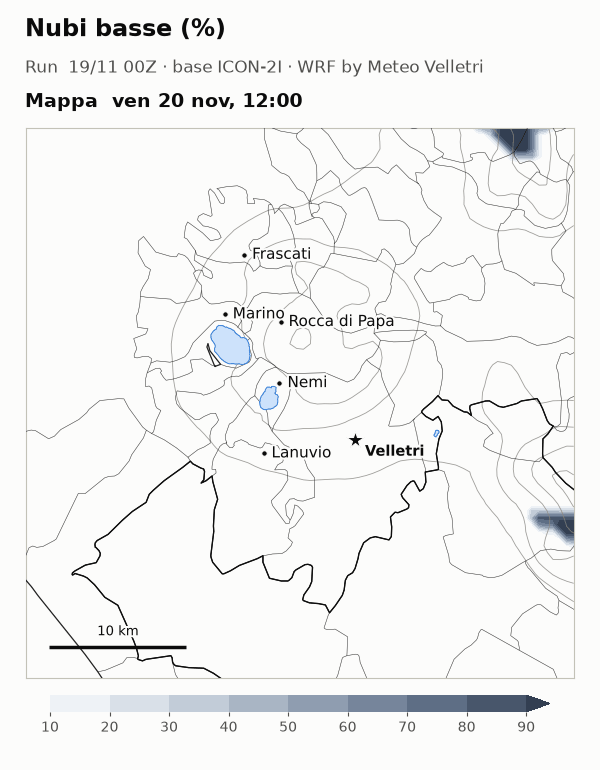 Nubi basse (%)
Run  19/11 00Z · base ICON-2I · WRF by Meteo Velletri
Mappa  ven 20 nov, 12:00
Frascati
Marino
Rocca di Papa
Nemi
Velletri
Lanuvio
10 km
10 20 30 40 50 60 70 80 90